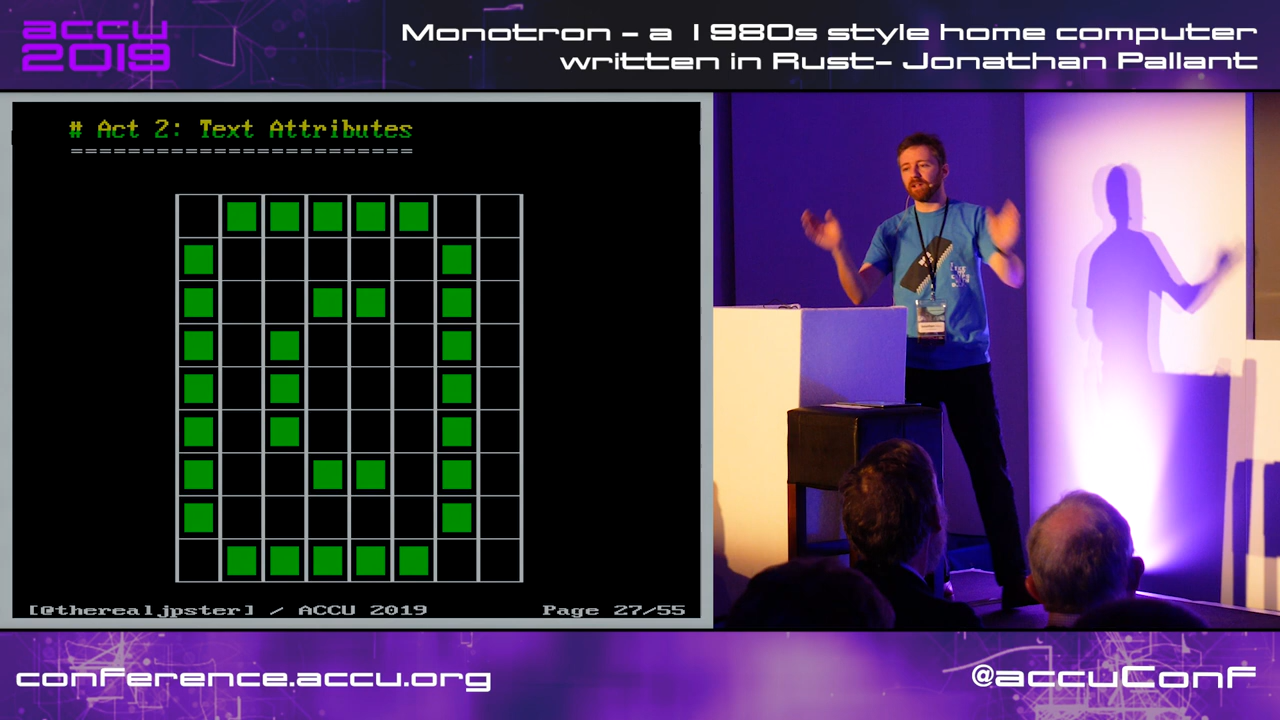 accu
2019
Monotron - a 1980s style home computer
written in Rust- Jonathan Pallant
# Act 2: Text Attributes
========================
[@therealjpster] / ACCU 2019
Page 27/55
conference.accu.org
@accuConf